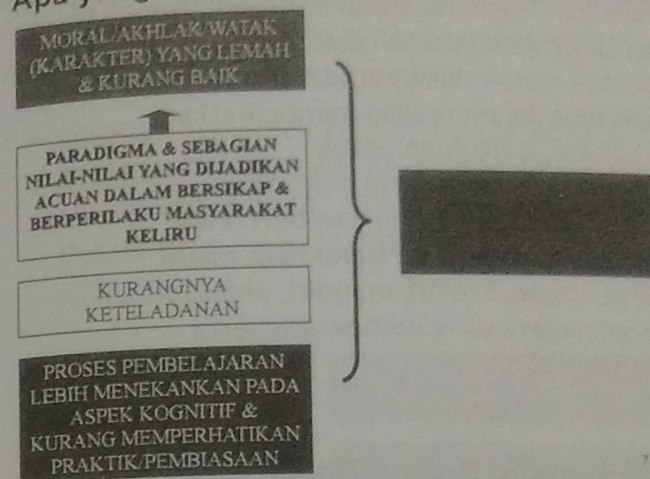 MORAL/AKHLAK/WATAK
(KARAKTER) YANG LEMAH
& KURANG BAIK
PARADIGMA & SEBAGIAN
NILAI-NILAI YANG DIJADIKAN
ACUAN DALAM BERSIKAP &
BERPERILAKU MASYARAKAT
KELIRU
KURANGNYA
KETELADANAN
PROSES PEMBELAJARAN
LEBIH MENEKANKAN PADA
ASPEK KOGNITIF &
KURANG MEMPERHATIKAN
PRAKTIK/PEMBIASAAN
7